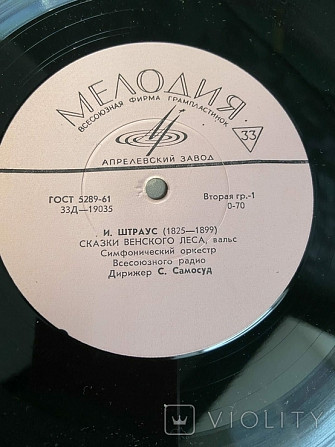 МЕЛОДИЯ
ВСЕСОЮЗНАЯ ФИРМА ГРАМПЛАСТИНОК
33
АПРЕЛЕВСКИЙ ЗАВОД
ГОСТ 5289-61
33Д—19035
Вторая гр.-1
0-70
И. ШТРАУС (1825—1899)
СКАЗКИ ВЕНСКОГО ЛЕСА, вальс
Симфонический оркестр
Всесоюзного радио
Дирижер С. Самосуд
VIOLITY